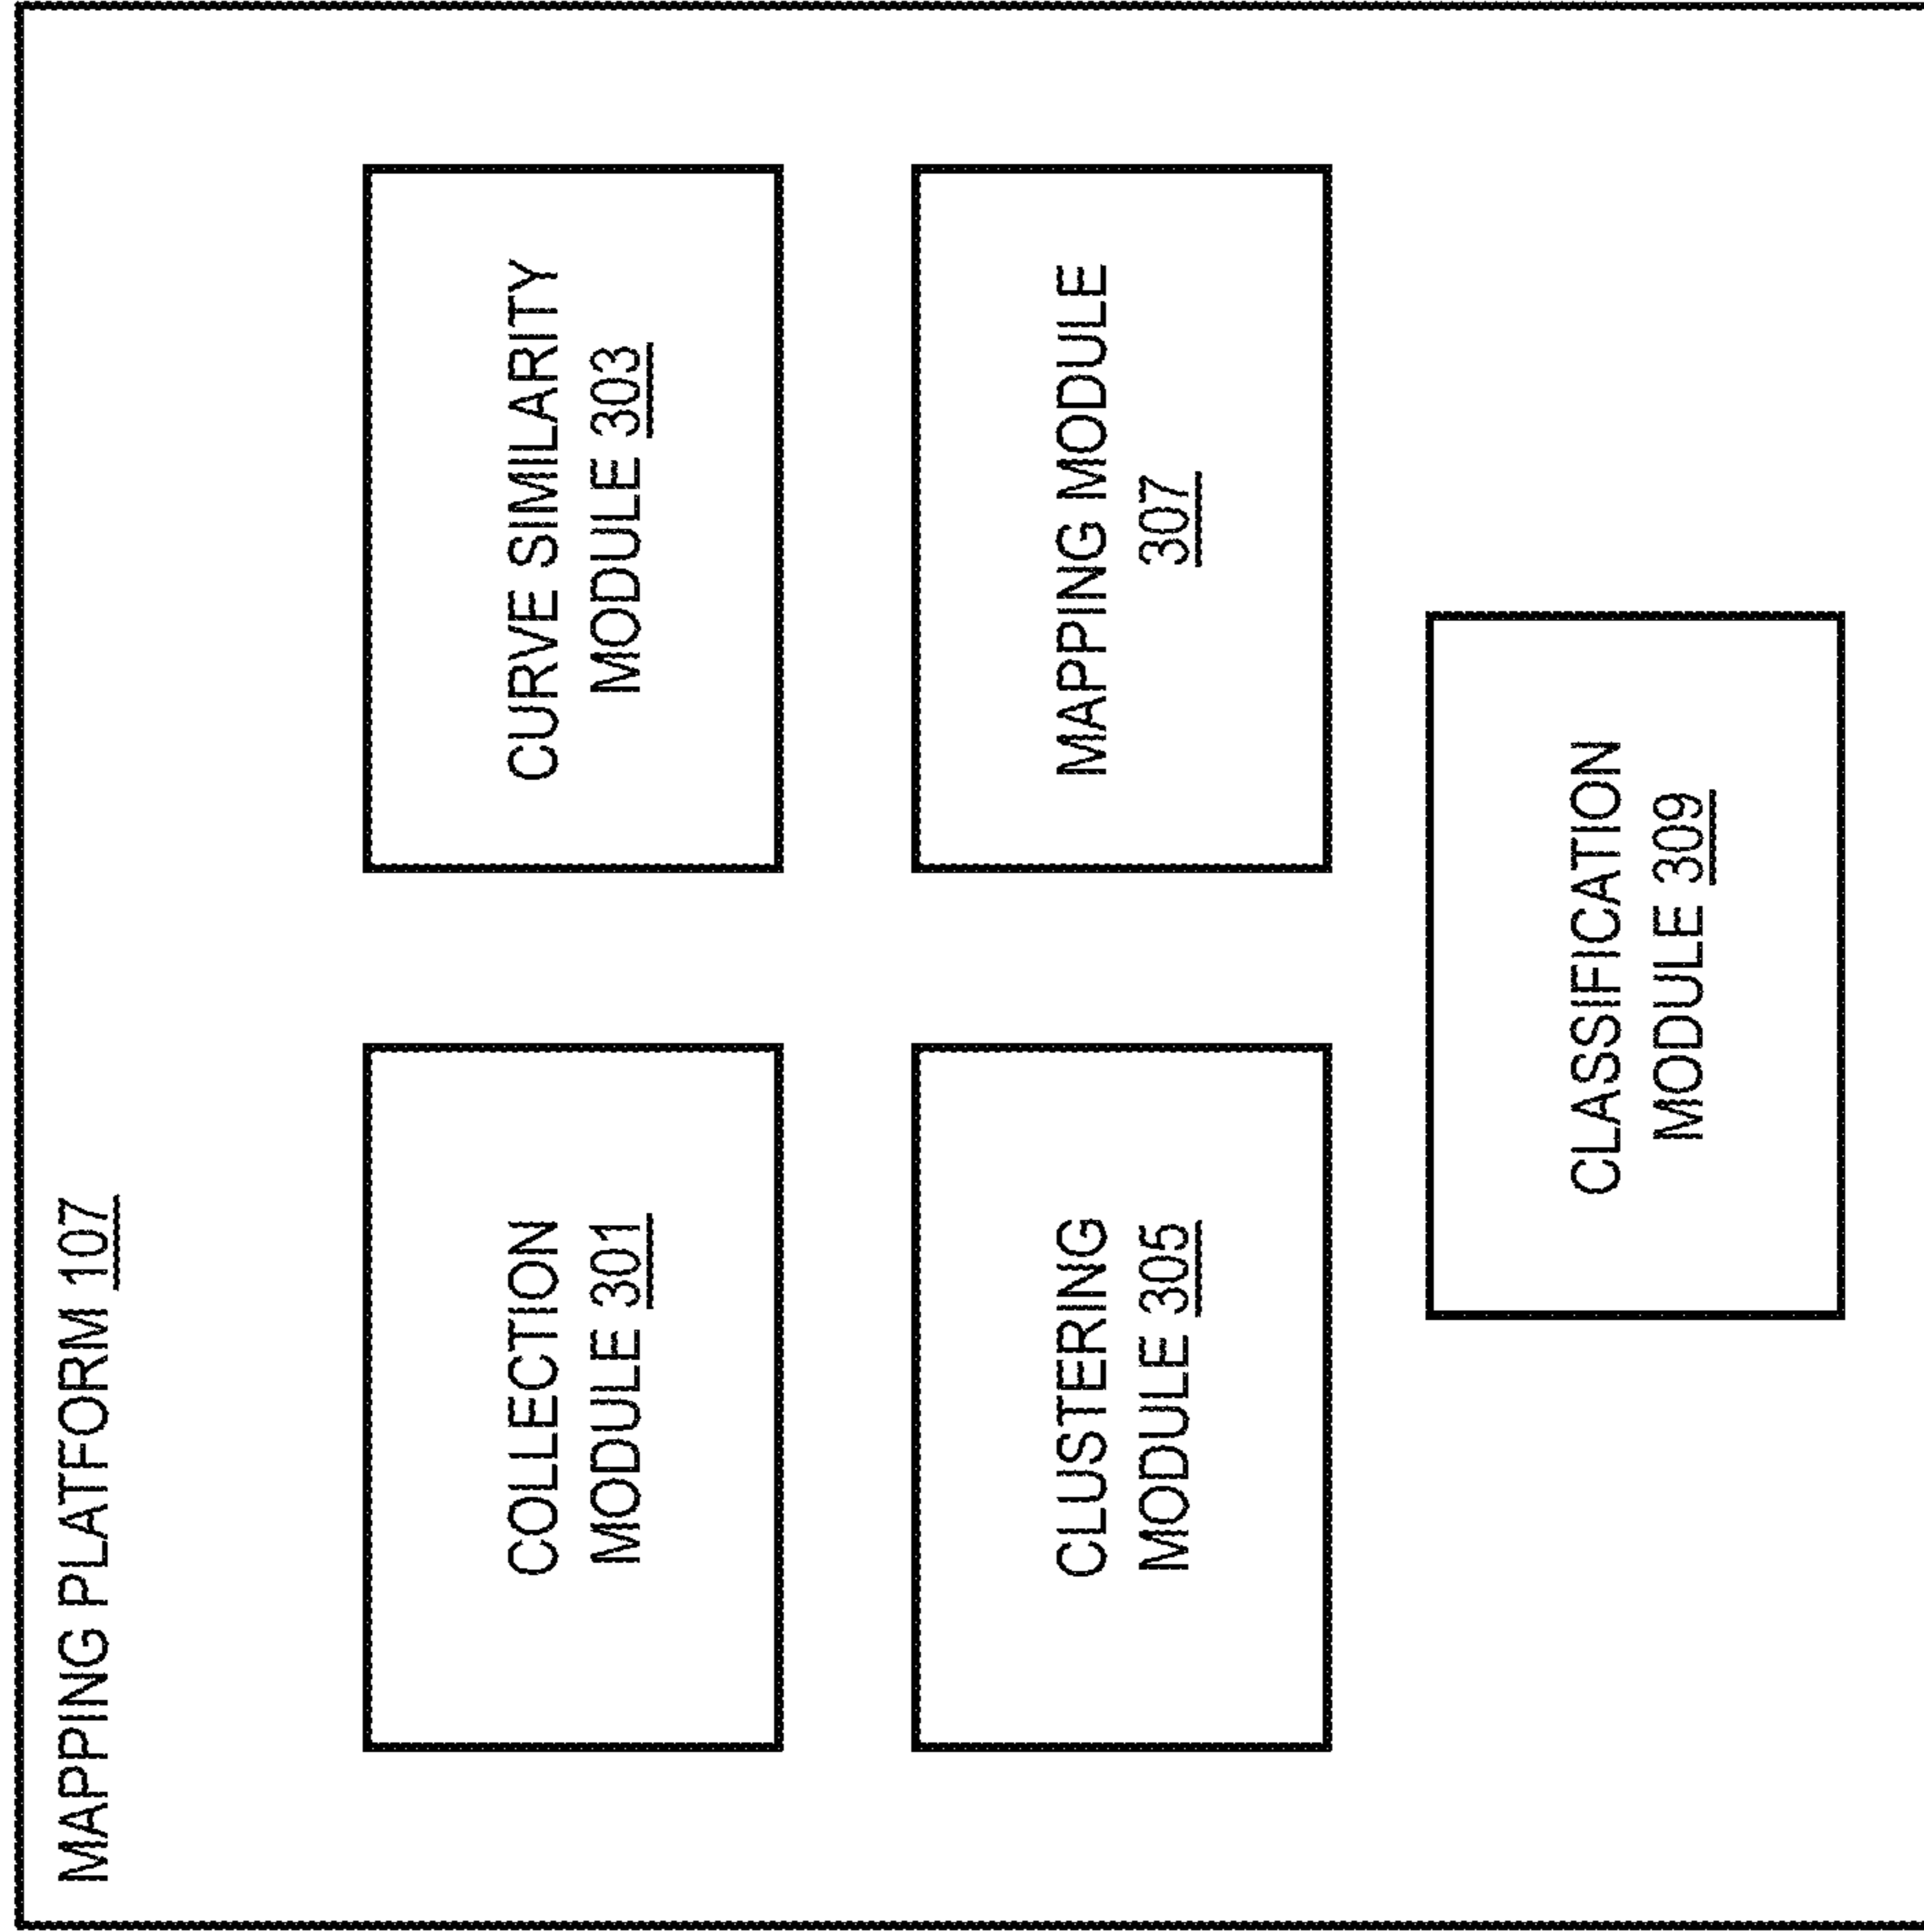 MAPPING PLATFORM 107
COLLECTION
MODULE 301
CURVE SIMILARITY
MODULE 303
CLUSTERING
MODULE 305
MAPPING MODULE
307
CLASSIFICATION
MODULE 309